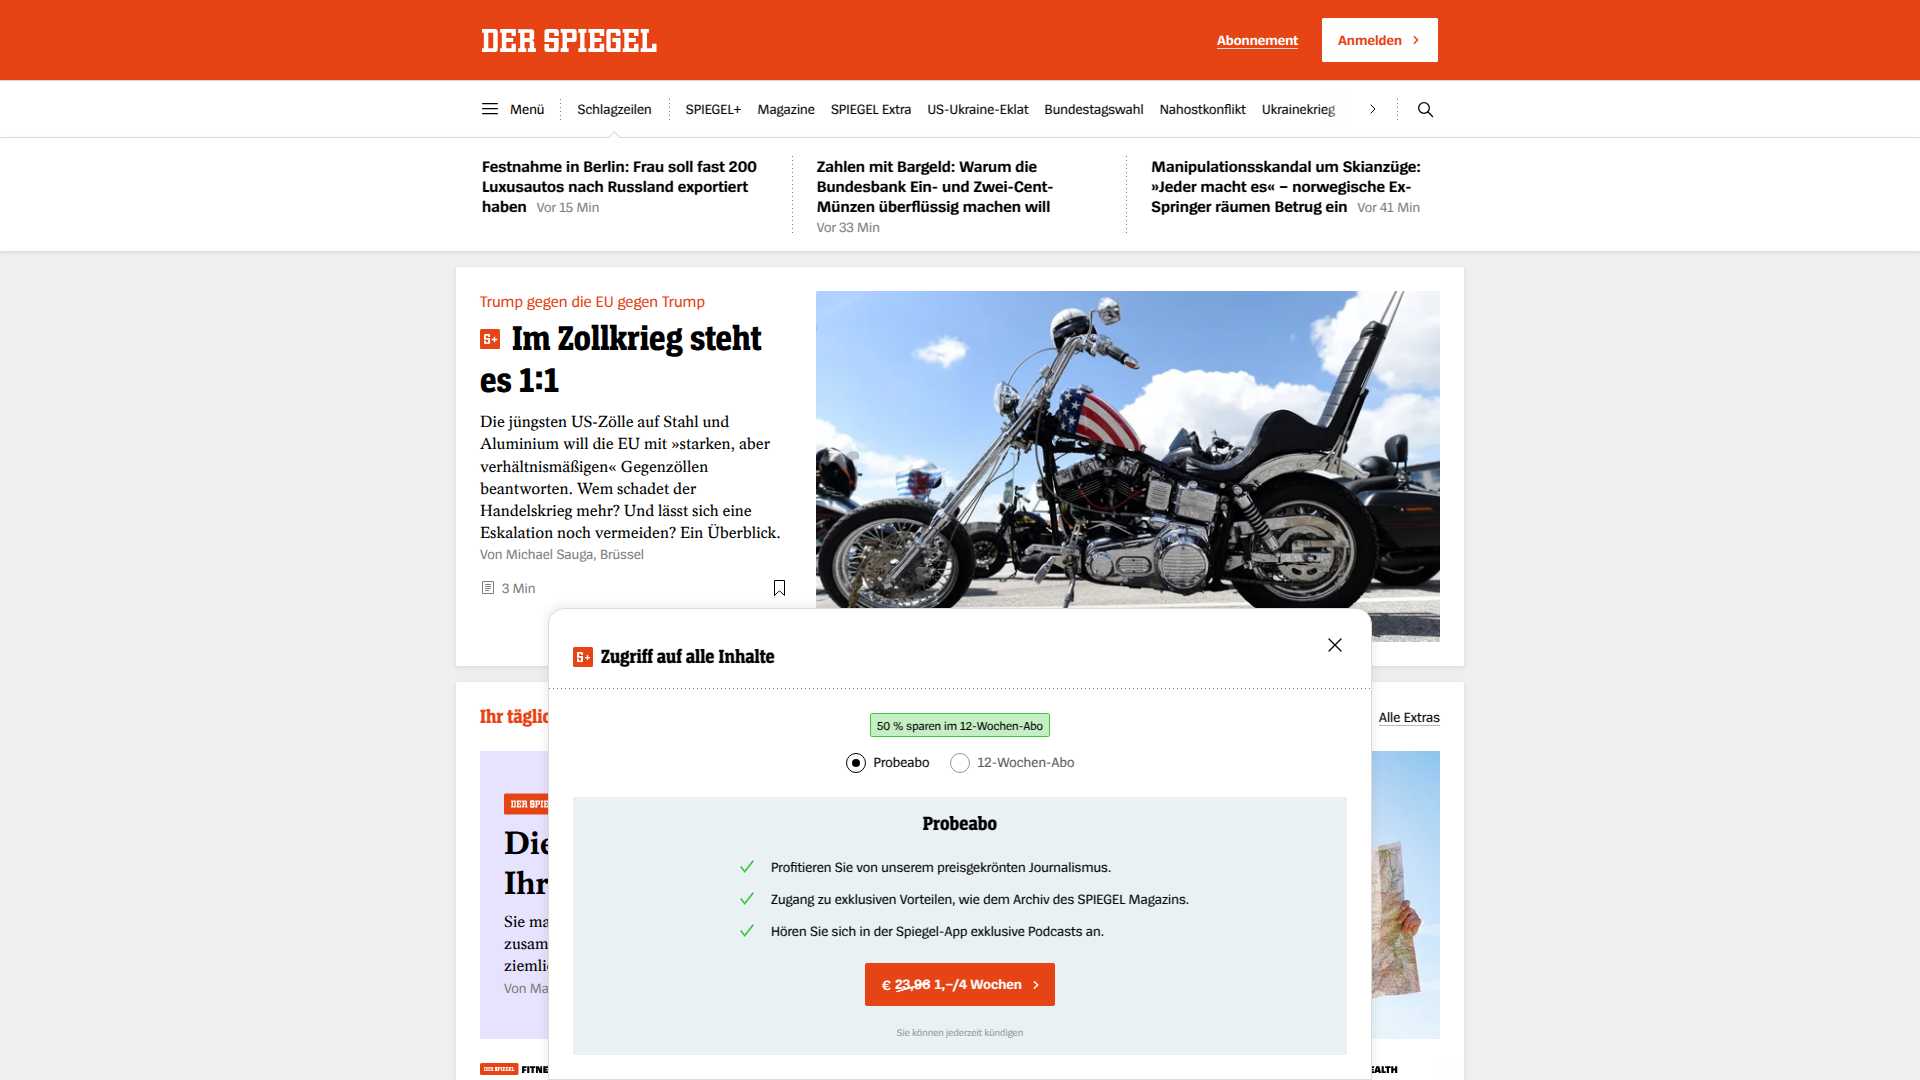 DER SPIEGEL
Abonnement
Anmelden
Menü
Schlagzeilen
SPIEGEL+
Magazine
SPIEGEL Extra
US-Ukraine-Eklat
Bundestagswahl
Nahostkonflikt
Ukrainekrieg
Festnahme in Berlin: Frau soll fast 200
Luxusautos nach Russland exportiert
haben Vor 15 Min
Zahlen mit Bargeld: Warum die
Bundesbank Ein- und Zwei-Cent-
Münzen überflüssig machen will
Vor 33 Min
Manipulationsskandal um Skianzüge:
»Jeder macht es« – norwegische Ex-
Springer räumen Betrug ein Vor 41 Min
Trump gegen die EU gegen Trump
S+ Im Zollkrieg steht
es 1:1
Die jüngsten US-Zölle auf Stahl und
Aluminium will die EU mit »starken, aber
verhältnismäßigen« Gegenzöllen
beantworten. Wem schadet der
Handelskrieg mehr? Und lässt sich eine
Eskalation noch vermeiden? Ein Überblick.
Von Michael Sauga, Brüssel
3 Min
S+ Zugriff auf alle Inhalte
50 % sparen im 12-Wochen-Abo
Probeabo
12-Wochen-Abo
Probeabo
Profitieren Sie von unserem preisgekrönten Journalismus.
Zugang zu exklusiven Vorteilen, wie dem Archiv des SPIEGEL Magazins.
Hören Sie sich in der Spiegel-App exklusive Podcasts an.
€ 23,96 1,–/4 Wochen
Sie können jederzeit kündigen
Ihr täglic
Alle Extras
DER SPIE
Die
Ihr
Sie ma
zusam
ziemli
Von Ma
DER SPIEGEL FITNE
EALTH